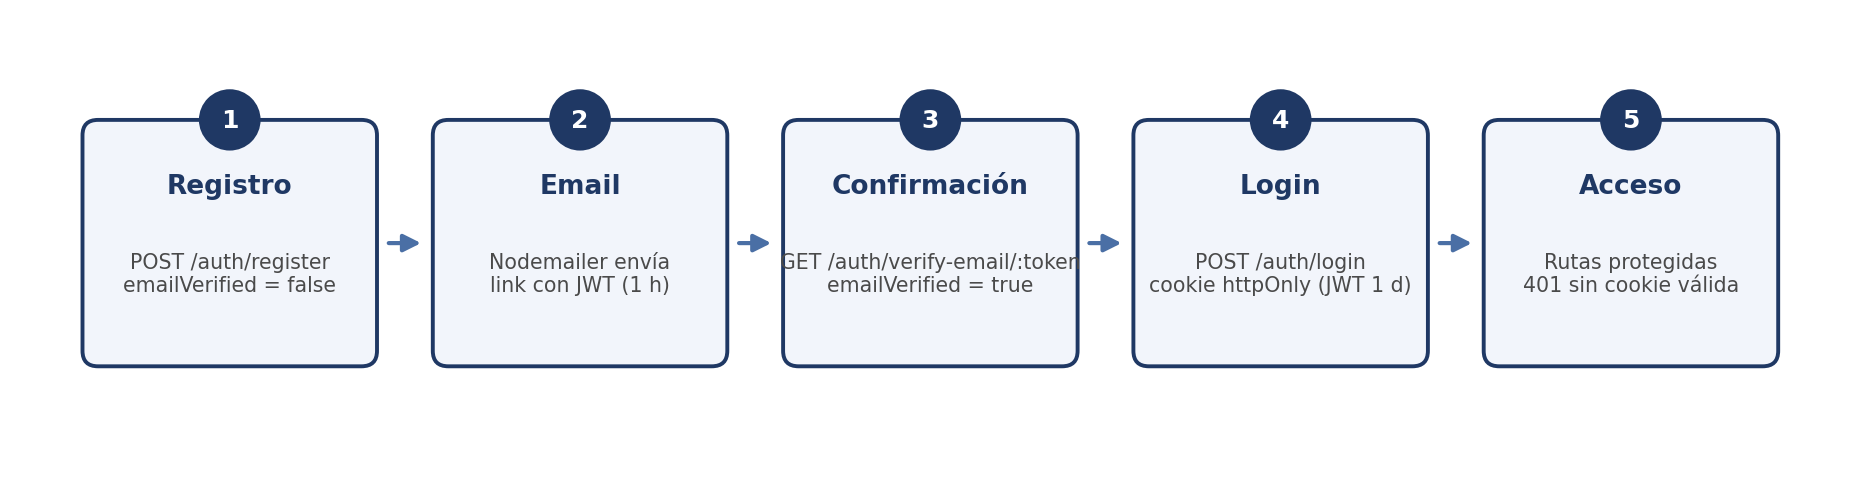 1
Registro
POST /auth/register
emailVerified = false
2
Email
Nodemailer envía
link con JWT (1 h)
3
Confirmación
GET /auth/verify-email/:token
emailVerified = true
4
Login
POST /auth/login
cookie httpOnly (JWT 1 d)
5
Acceso
Rutas protegidas
401 sin cookie válida